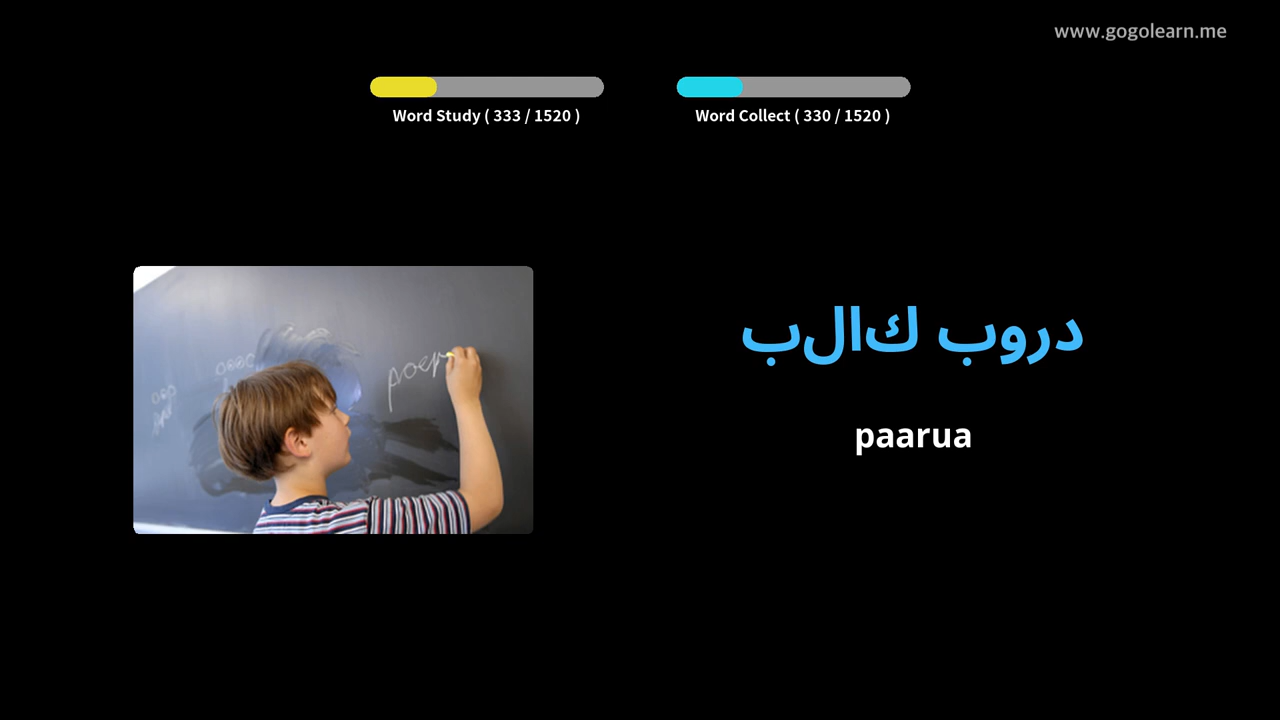 www.gogolearn.me
Word Study ( 333 / 1520 )
Word Collect ( 330 / 1520 )
دروب كالب
paarua